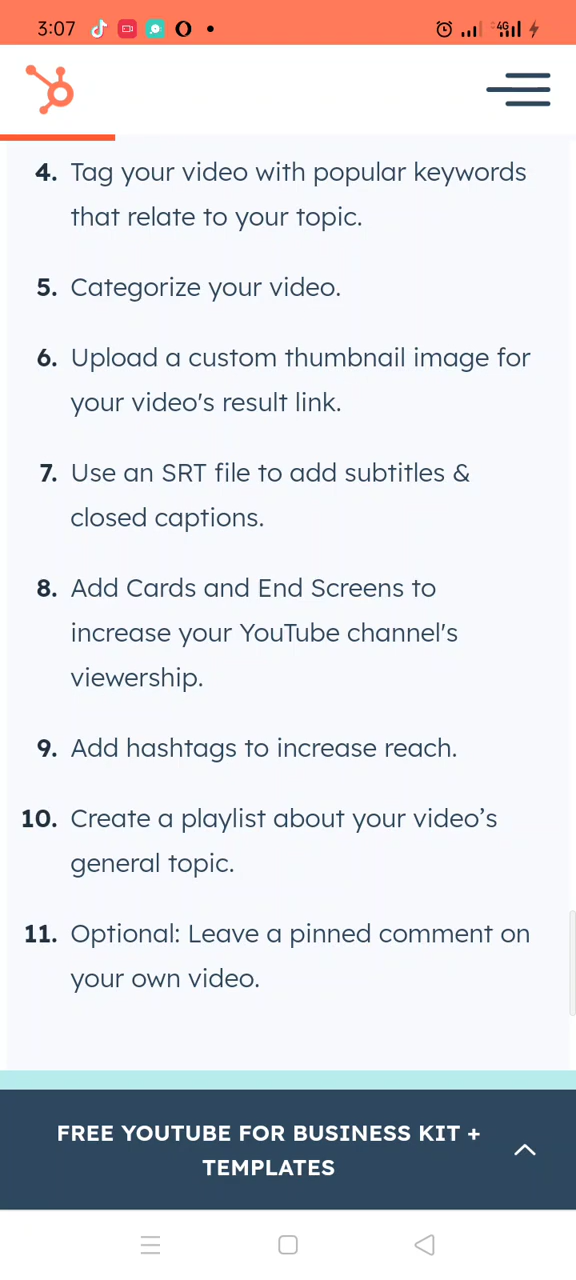 3:07
4G
4. Tag your video with popular keywords
that relate to your topic.
5. Categorize your video.
6. Upload a custom thumbnail image for
your video's result link.
7. Use an SRT file to add subtitles &
closed captions.
8. Add Cards and End Screens to
increase your YouTube channel's
viewership.
9. Add hashtags to increase reach.
10. Create a playlist about your video’s
general topic.
11. Optional: Leave a pinned comment on
your own video.
FREE YOUTUBE FOR BUSINESS KIT +
TEMPLATES